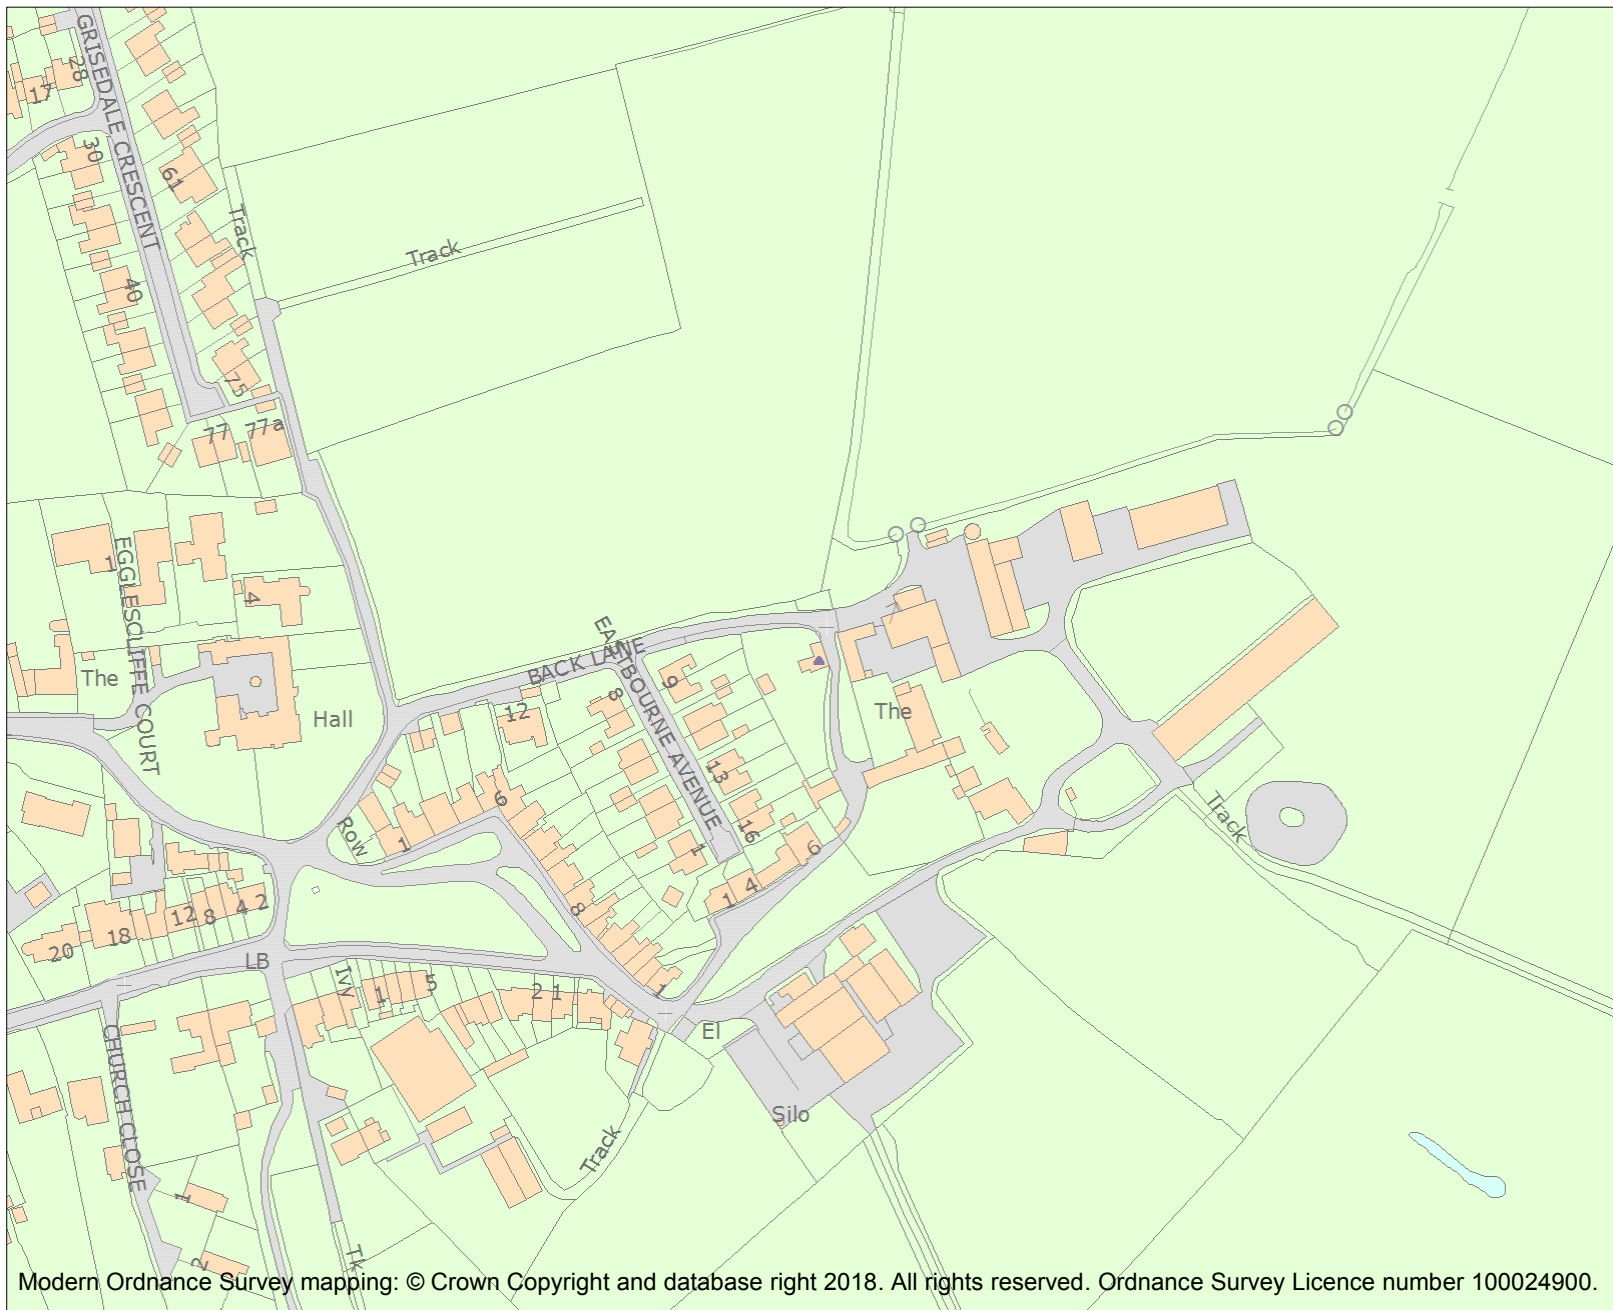 GRISEDALE CRESCENT
28
17
30
61
Track
Track
40
75
77
77a
1
EGGLESCLIFFE COURT
4
The
Hall
BACK LANE
EASTBOURNE AVENUE
9
8
12
The
13
16
1
6
6
4
1
Row
1
8
Track
12
8
4
2
18
20
LB
Ivy
1
5
2
1
1
El
Silo
CHURCH CLOSE
Track
1
2
Tk
Modern Ordnance Survey mapping: © Crown Copyright and database right 2018. All rights reserved. Ordnance Survey Licence number 100024900.